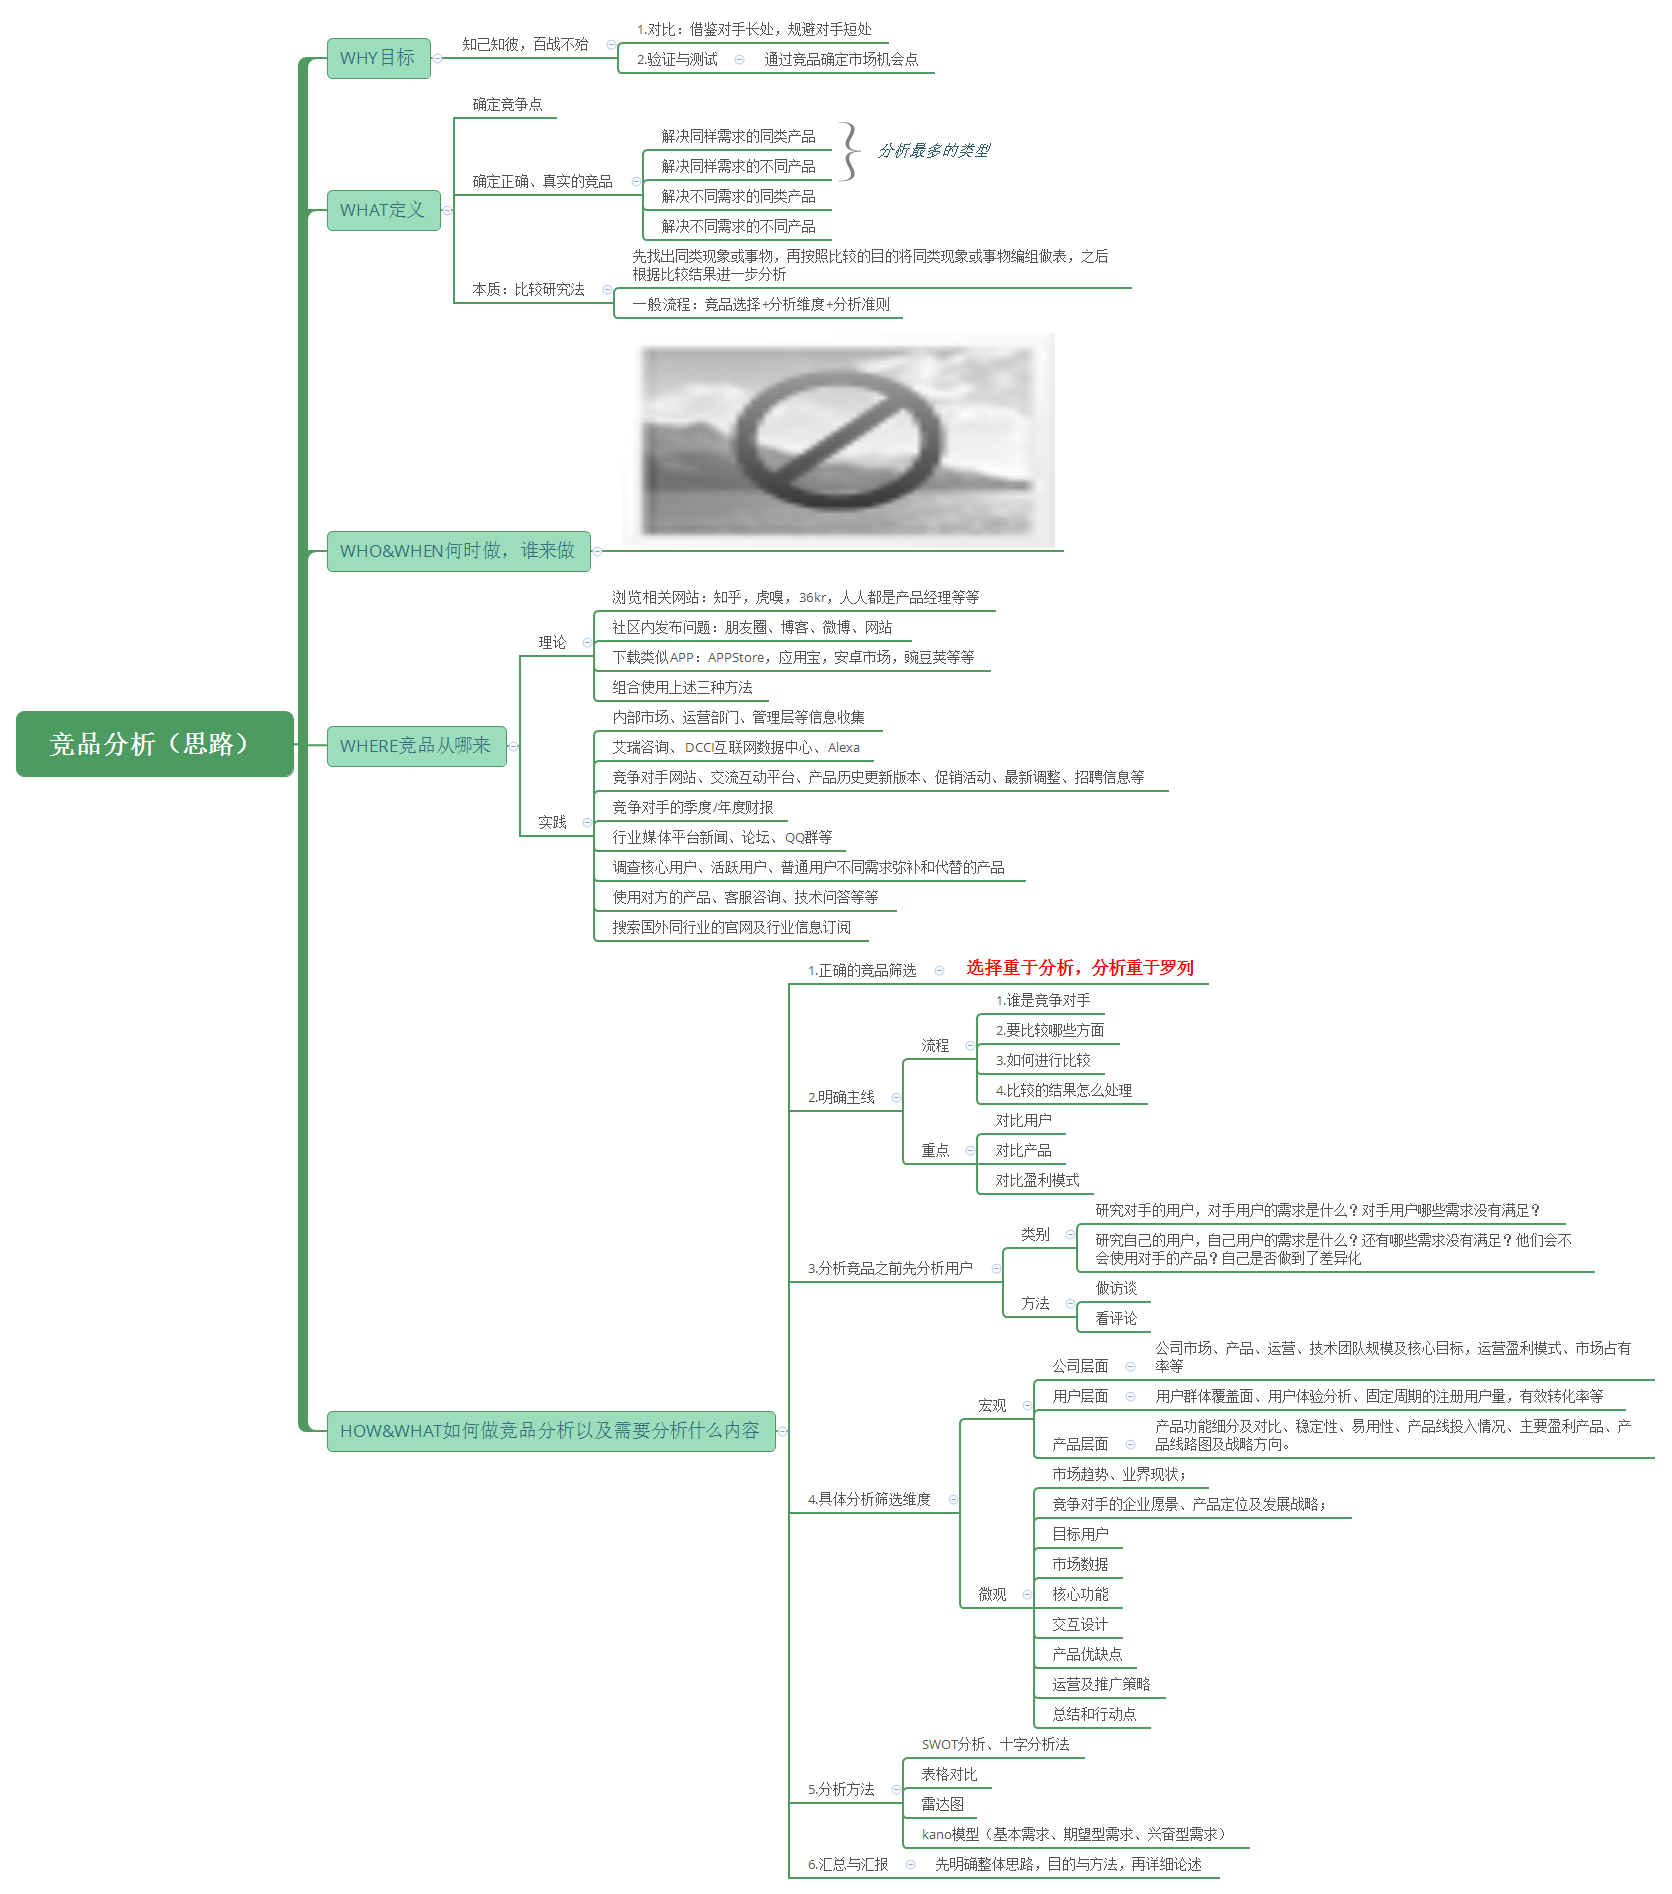 竞品分析（思路）
WHY目标
知己知彼，百战不殆
1.对比：借鉴对手长处，规避对手短处
2.验证与测试
通过竞品确定市场机会点
WHAT定义
确定竞争点
确定正确、真实的竞品
解决同样需求的同类产品
解决同样需求的不同产品
解决不同需求的同类产品
解决不同需求的不同产品
分析最多的类型
本质：比较研究法
先找出同类现象或事物，再按照比较的目的将同类现象或事物编组做表，之后
根据比较结果进一步分析
一般流程：竞品选择+分析维度+分析准则
WHO&WHEN何时做，谁来做
WHERE竞品从哪来
理论
浏览相关网站：知乎，虎嗅，36kr，人人都是产品经理等等
社区内发布问题：朋友圈、博客、微博、网站
下载类似APP：APPStore，应用宝，安卓市场，豌豆荚等等
组合使用上述三种方法
实践
内部市场、运营部门、管理层等信息收集
艾瑞咨询、DCCI互联网数据中心、Alexa
竞争对手网站、交流互动平台、产品历史更新版本、促销活动、最新调整、招聘信息等
竞争对手的季度/年度财报
行业媒体平台新闻、论坛、QQ群等
调查核心用户、活跃用户、普通用户不同需求弥补和代替的产品
使用对方的产品、客服咨询、技术问答等等
搜索国外同行业的官网及行业信息订阅
HOW&WHAT如何做竞品分析以及需要分析什么内容
1.正确的竞品筛选
选择重于分析，分析重于罗列
2.明确主线
流程
1.谁是竞争对手
2.要比较哪些方面
3.如何进行比较
4.比较的结果怎么处理
重点
对比用户
对比产品
对比盈利模式
3.分析竞品之前先分析用户
类别
研究对手的用户，对手用户的需求是什么？对手用户哪些需求没有满足？
研究自己的用户，自己用户的需求是什么？还有哪些需求没有满足？他们会不
会使用对手的产品？自己是否做到了差异化
方法
做访谈
看评论
4.具体分析筛选维度
宏观
公司层面
公司市场、产品、运营、技术团队规模及核心目标，运营盈利模式、市场占有
率等
用户层面
用户群体覆盖面、用户体验分析、固定周期的注册用户量，有效转化率等
产品层面
产品功能细分及对比、稳定性、易用性、产品线投入情况、主要盈利产品、产
品线路图及战略方向。
微观
市场趋势、业界现状；
竞争对手的企业愿景、产品定位及发展战略；
目标用户
市场数据
核心功能
交互设计
产品优缺点
运营及推广策略
总结和行动点
5.分析方法
SWOT分析、十字分析法
表格对比
雷达图
kano模型（基本需求、期望型需求、兴奋型需求）
6.汇总与汇报
先明确整体思路，目的与方法，再详细论述